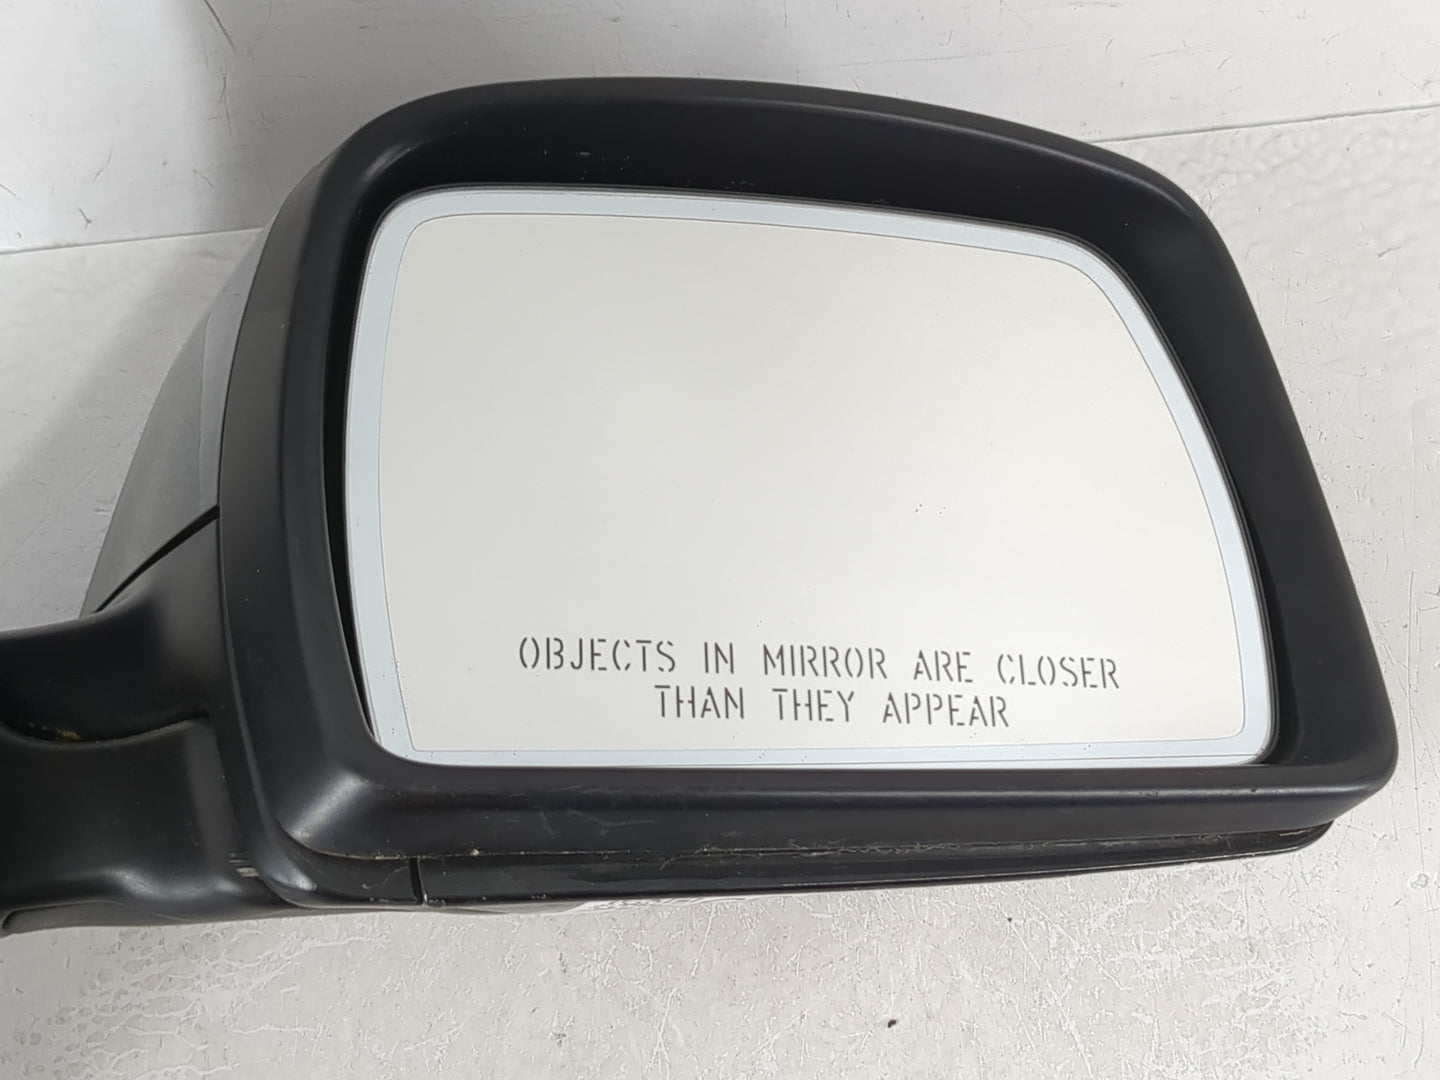 OBJECTS IN MIRROR ARE CLOSER
THAN THEY APPEAR